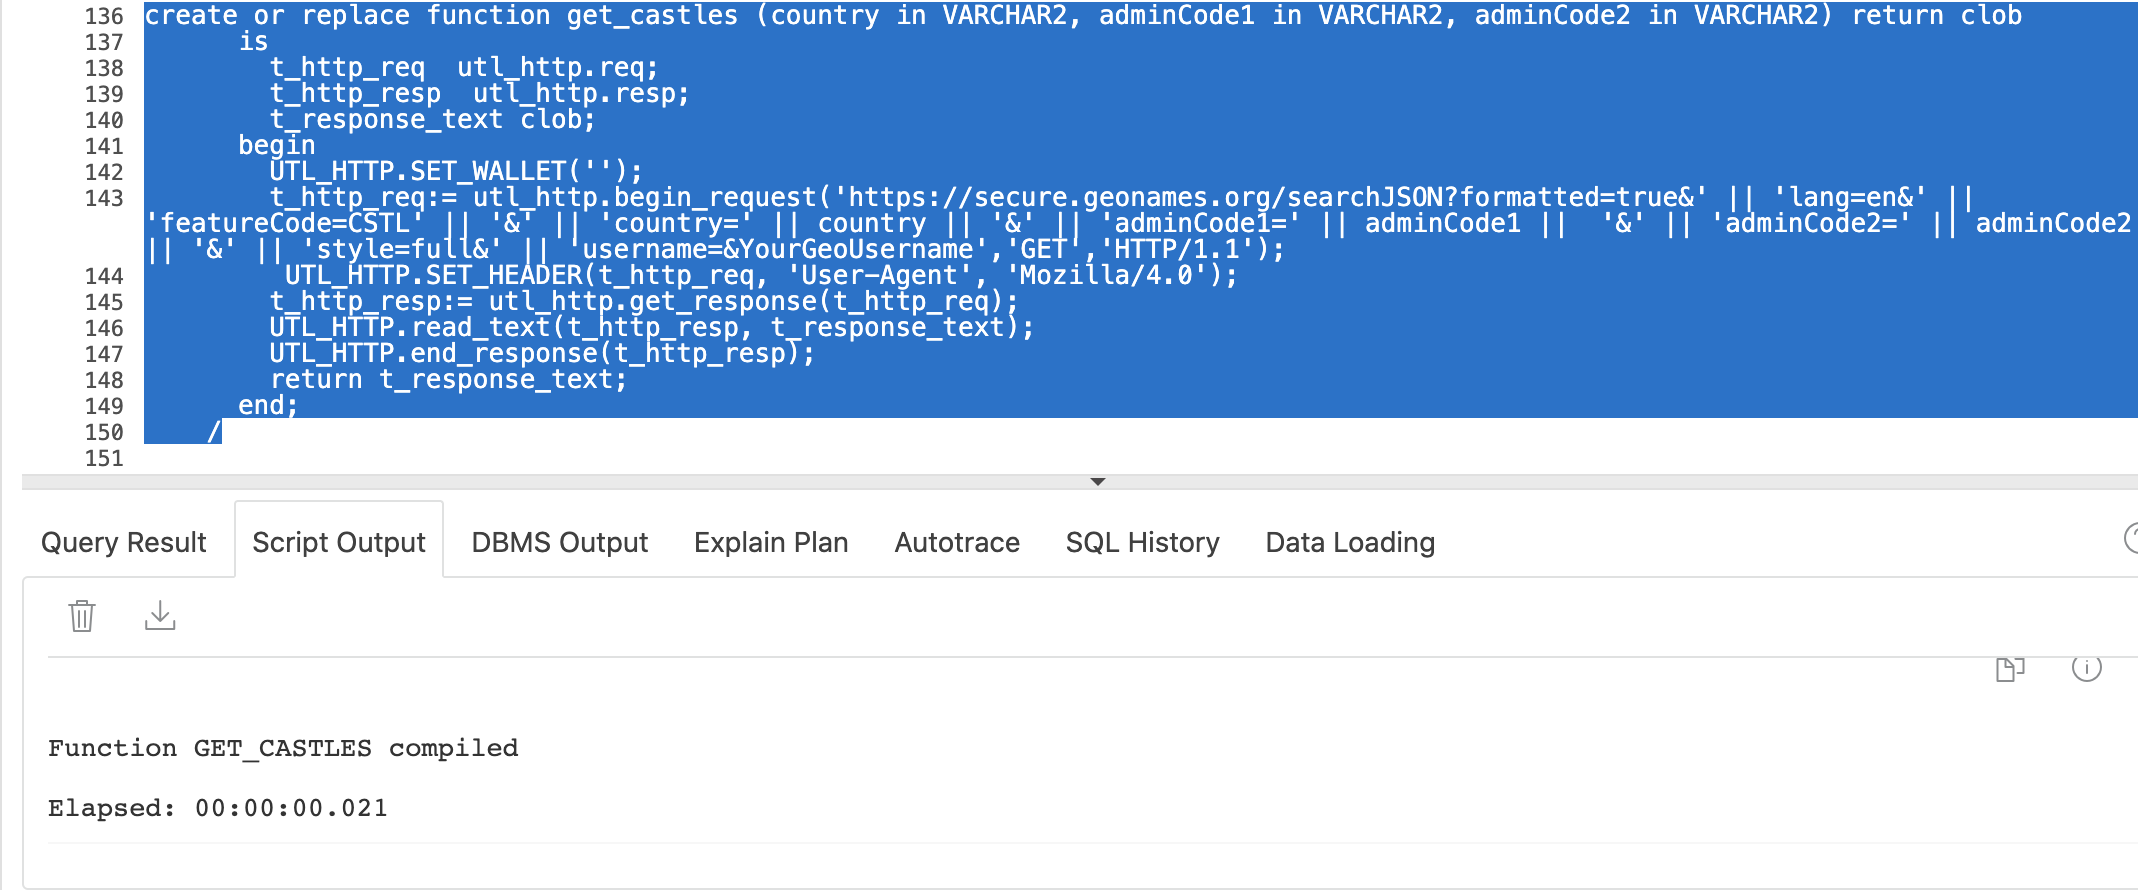 136 create or replace function get_castles (country in VARCHAR2, adminCode1 in VARCHAR2, adminCode2 in VARCHAR2) return clob
137 is
138 t_http_req  utl_http.req;
139 t_http_resp  utl_http.resp;
140 t_response_text clob;
141 begin
142 UTL_HTTP.SET_WALLET('');
143 t_http_req:= utl_http.begin_request('https://secure.geonames.org/searchJSON?formatted=true&' || 'lang=en&' ||
'featureCode=CSTL' || '&' || 'country=' || country || '&' || 'adminCode1=' || adminCode1 ||  '&' || 'adminCode2=' || adminCode2
|| '&' || 'style=full&' || 'username=&YourGeoUsername','GET','HTTP/1.1');
144 UTL_HTTP.SET_HEADER(t_http_req, 'User-Agent', 'Mozilla/4.0');
145 t_http_resp:= utl_http.get_response(t_http_req);
146 UTL_HTTP.read_text(t_http_resp, t_response_text);
147 UTL_HTTP.end_response(t_http_resp);
148 return t_response_text;
149 end;
150 /
151
Query Result Script Output DBMS Output Explain Plan Autotrace SQL History Data Loading
Function GET_CASTLES compiled
Elapsed: 00:00:00.021